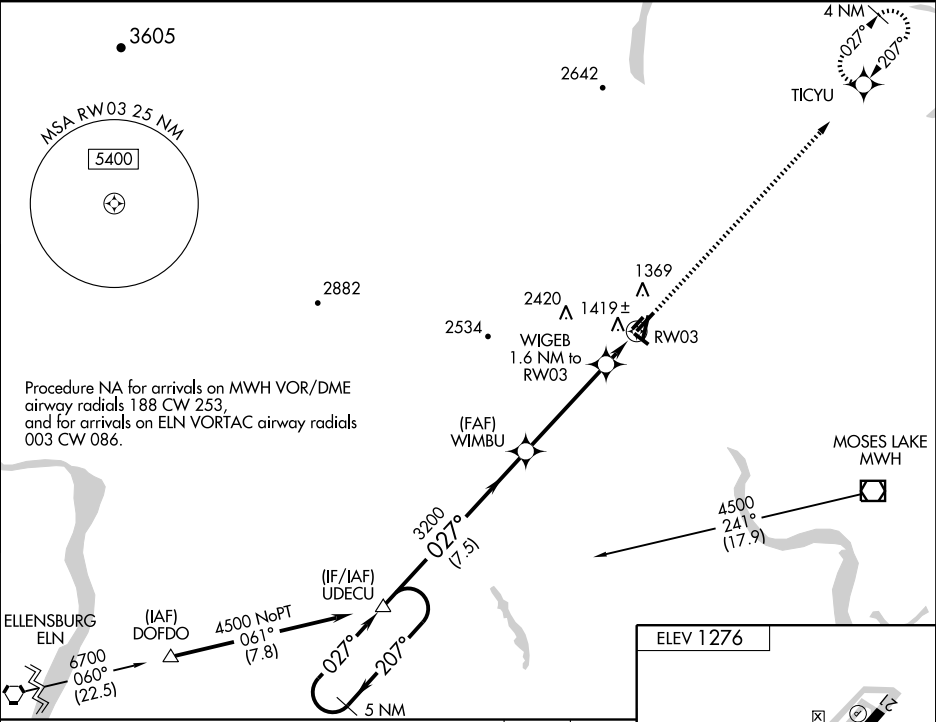 4 NM
027°
207°
TICYU
3605
2642
MSA RW03 25 NM
5400
2882
2534
2420
1419±
1369
RW03
WIGEB
1.6 NM to
RW03
Procedure NA for arrivals on MWH VOR/DME
airway radials 188 CW 253,
and for arrivals on ELN VORTAC airway radials
003 CW 086.
(FAF)
WIMBU
MOSES LAKE
MWH
4500
241°
(17.9)
3200
027°
(7.5)
(IF/IAF)
UDECU
ELLENSBURG
ELN
(IAF)
DOFDO
4500 NoPT
061°
(7.8)
6700
060°
(22.5)
027°
207°
5 NM
ELEV 1276
21
P
X